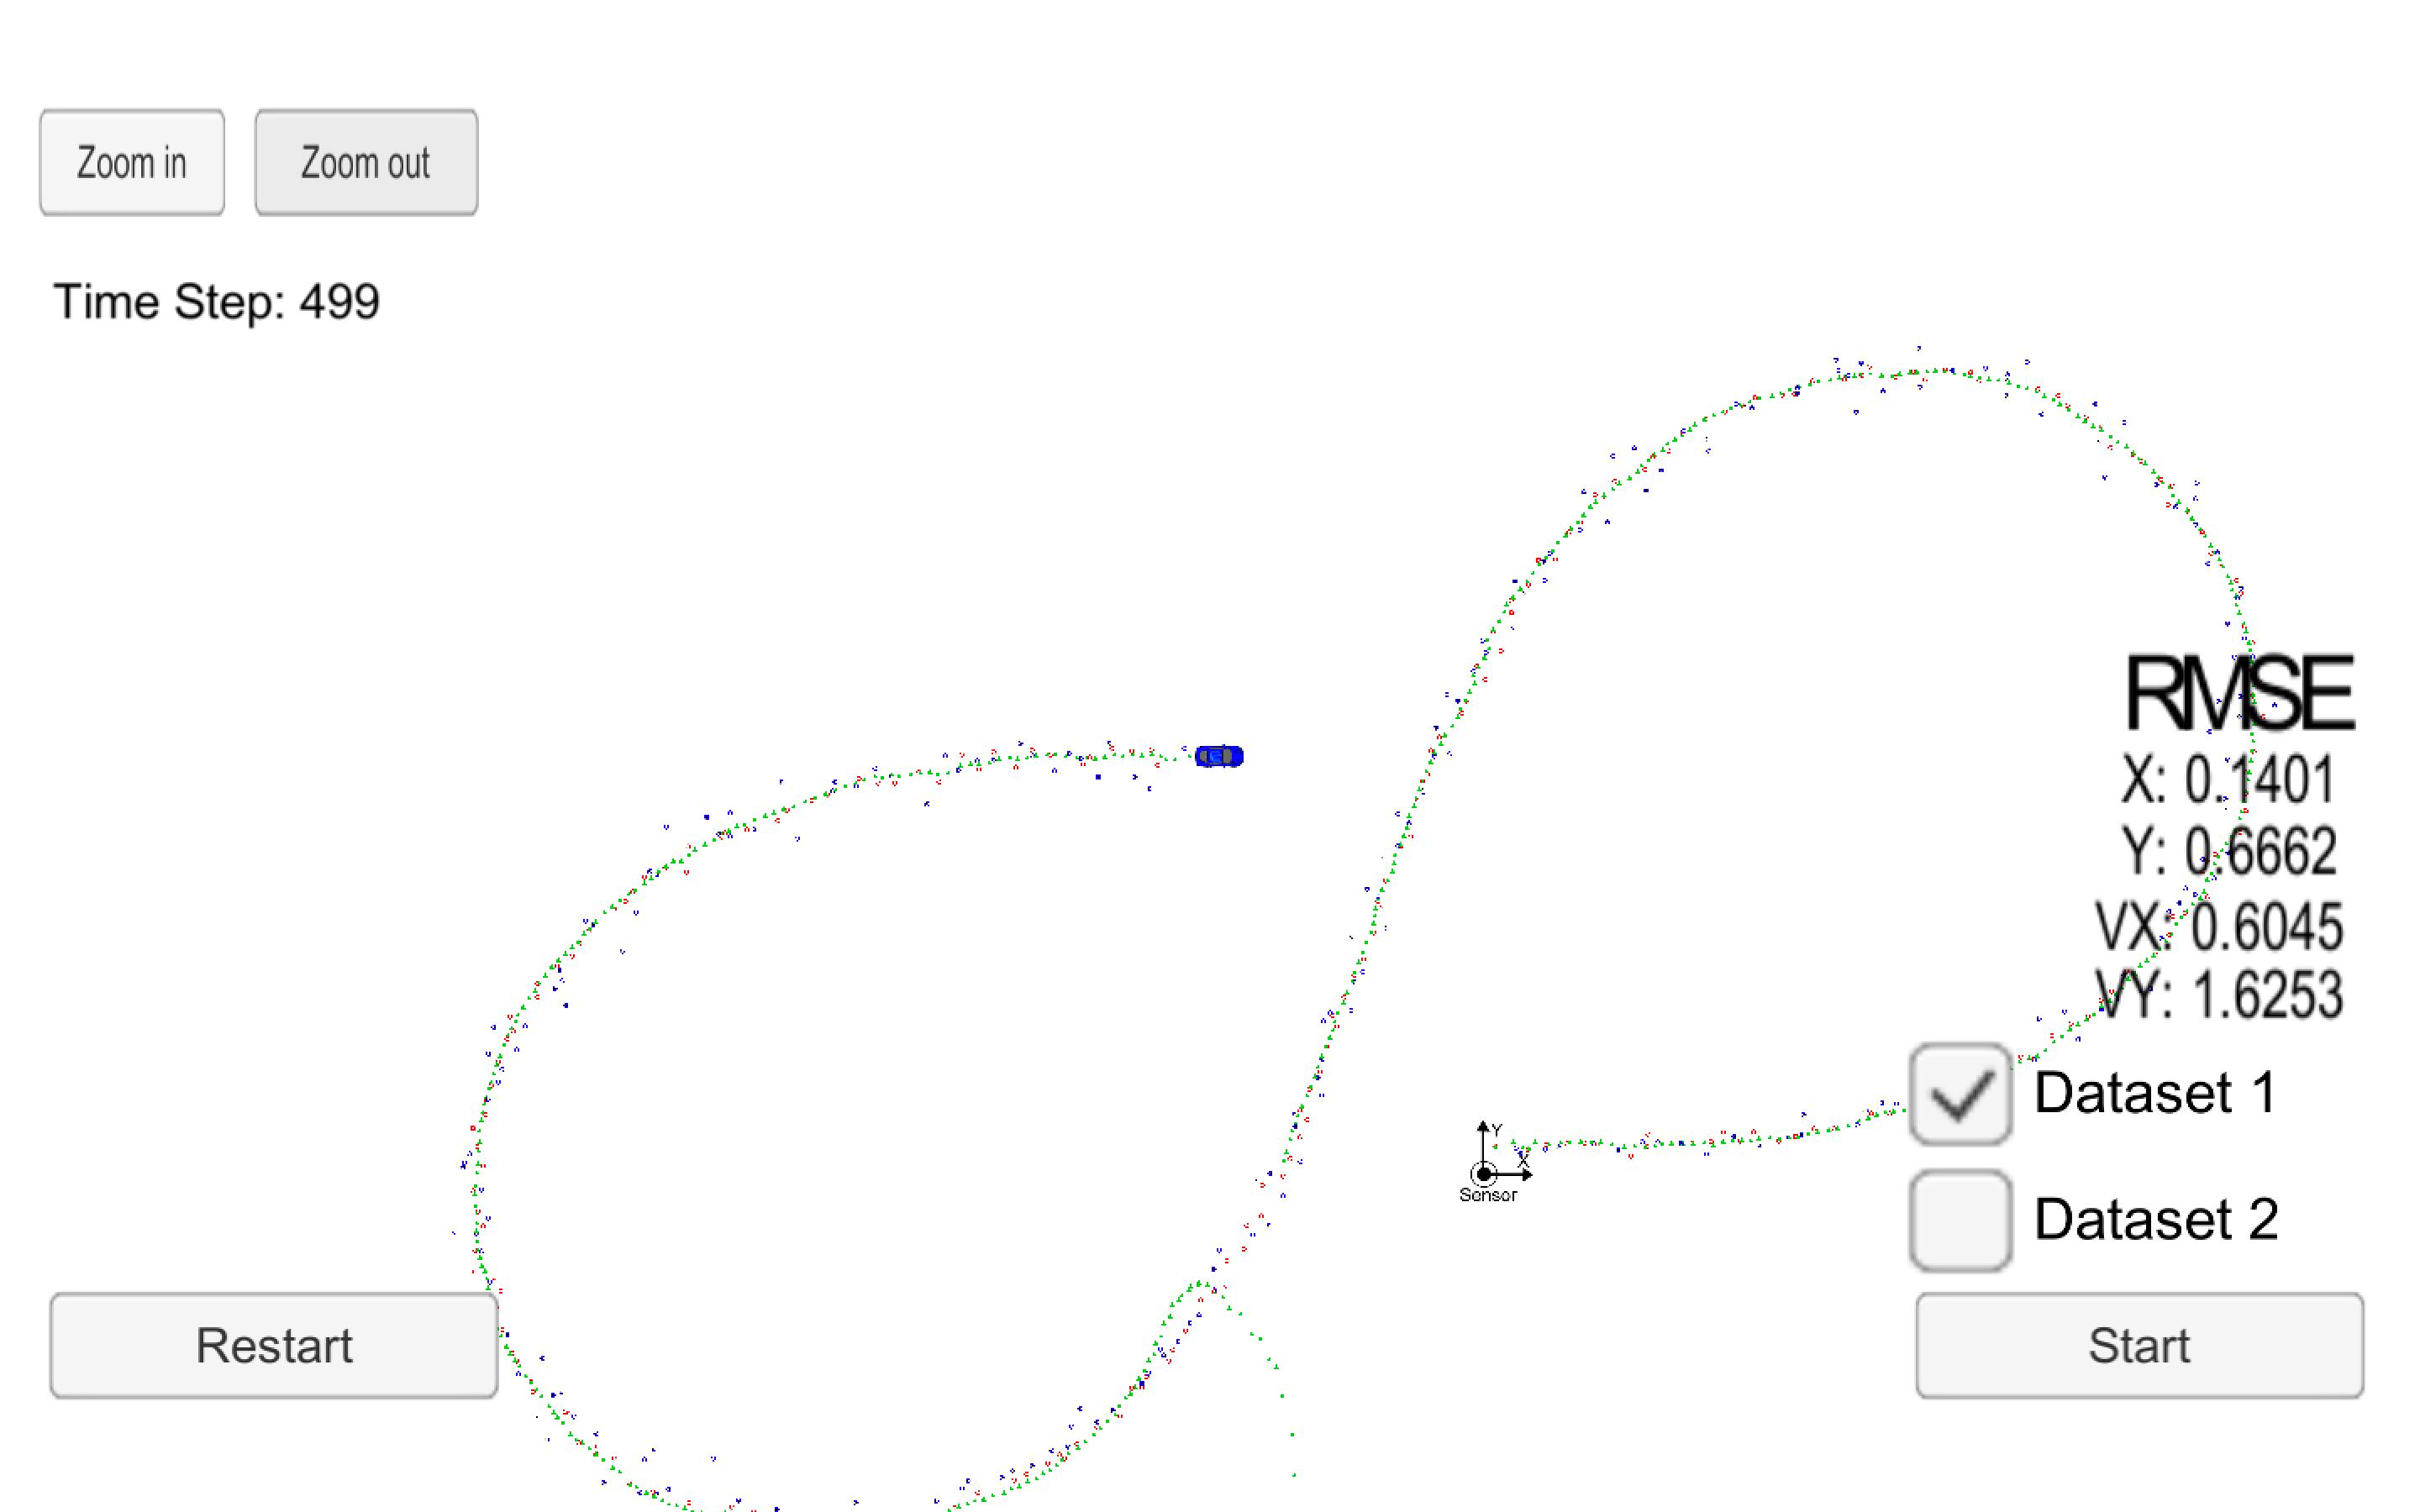 Zoom in
Zoom out
Time Step: 499
RMSE
X: 0.1401
Y: 0.6662
VX: 0.6045
VY: 1.6253
Y
X
Sensor
Dataset 1
Dataset 2
Restart
Start